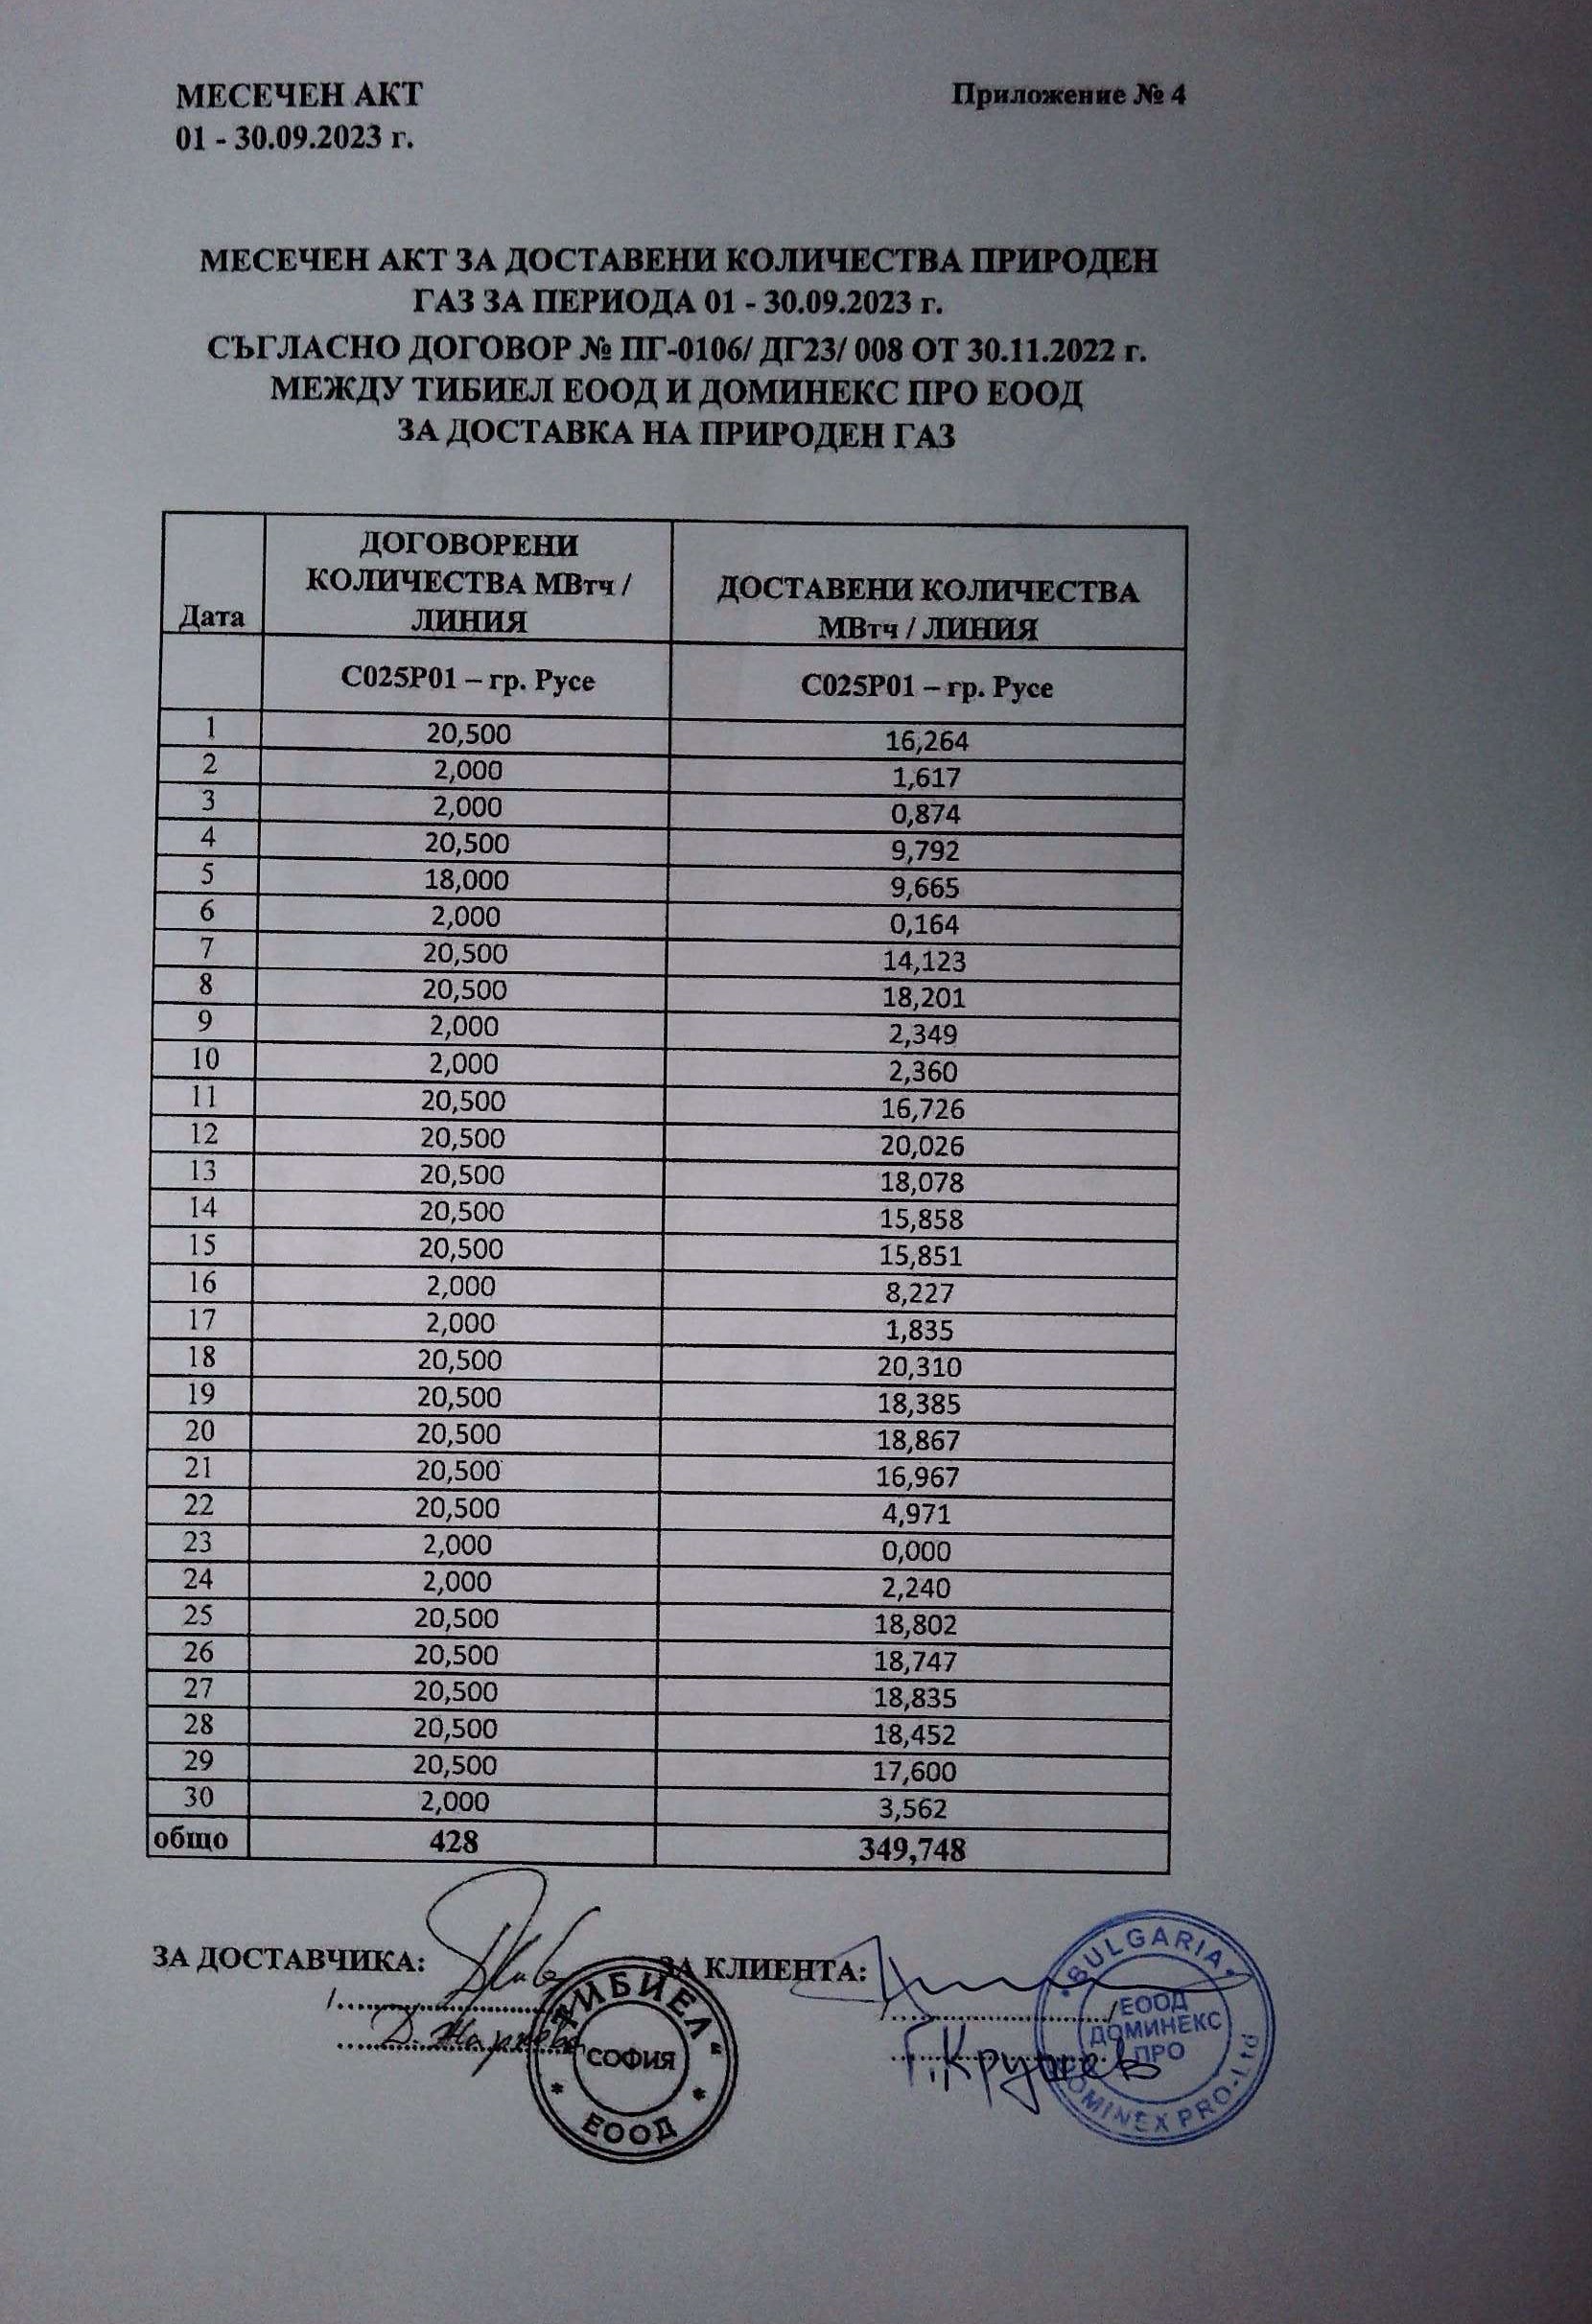 МЕСЕЧЕН АКТ Приложение № 4
01 - 30.09.2023 г.
МЕСЕЧЕН АКТ ЗА ДОСТАВЕНИ КОЛИЧЕСТВА ПРИРОДЕН
ГАЗ ЗА ПЕРИОДА 01 - 30.09.2023 г.
СЪГЛАСНО ДОГОВОР № ПГ-0106/ ДГ23/ 008 ОТ 30.11.2022 г.
МЕЖДУ ТИБИЕЛ ЕООД И ДОМИНЕКС ПРО ЕООД
ЗА ДОСТАВКА НА ПРИРОДЕН ГАЗ
Дата
ДОГОВОРЕНИ
КОЛИЧЕСТВА МВтч /
ЛИНИЯ
ДОСТАВЕНИ КОЛИЧЕСТВА
МВтч / ЛИНИЯ
C025P01 – гр. Русе C025P01 – гр. Русе
1 20,500 16,264
2 2,000 1,617
3 2,000 0,874
4 20,500 9,792
5 18,000 9,665
6 2,000 0,164
7 20,500 14,123
8 20,500 18,201
9 2,000 2,349
10 2,000 2,360
11 20,500 16,726
12 20,500 20,026
13 20,500 18,078
14 20,500 15,858
15 20,500 15,851
16 2,000 8,227
17 2,000 1,835
18 20,500 20,310
19 20,500 18,385
20 20,500 18,867
21 20,500 16,967
22 20,500 4,971
23 2,000 0,000
24 2,000 2,240
25 20,500 18,802
26 20,500 18,747
27 20,500 18,835
28 20,500 18,452
29 20,500 17,600
30 2,000 3,562
общо 428 349,748
ЗА ДОСТАВЧИКА: ЗА КЛИЕНТА:
Г. Крушев
"ТИБИЕЛ"
СОФИЯ
* ЕООД *
* BULGARIA *
ЕООД
ДОМИНЕКС
ПРО
DOMINEX PRO-Ltd